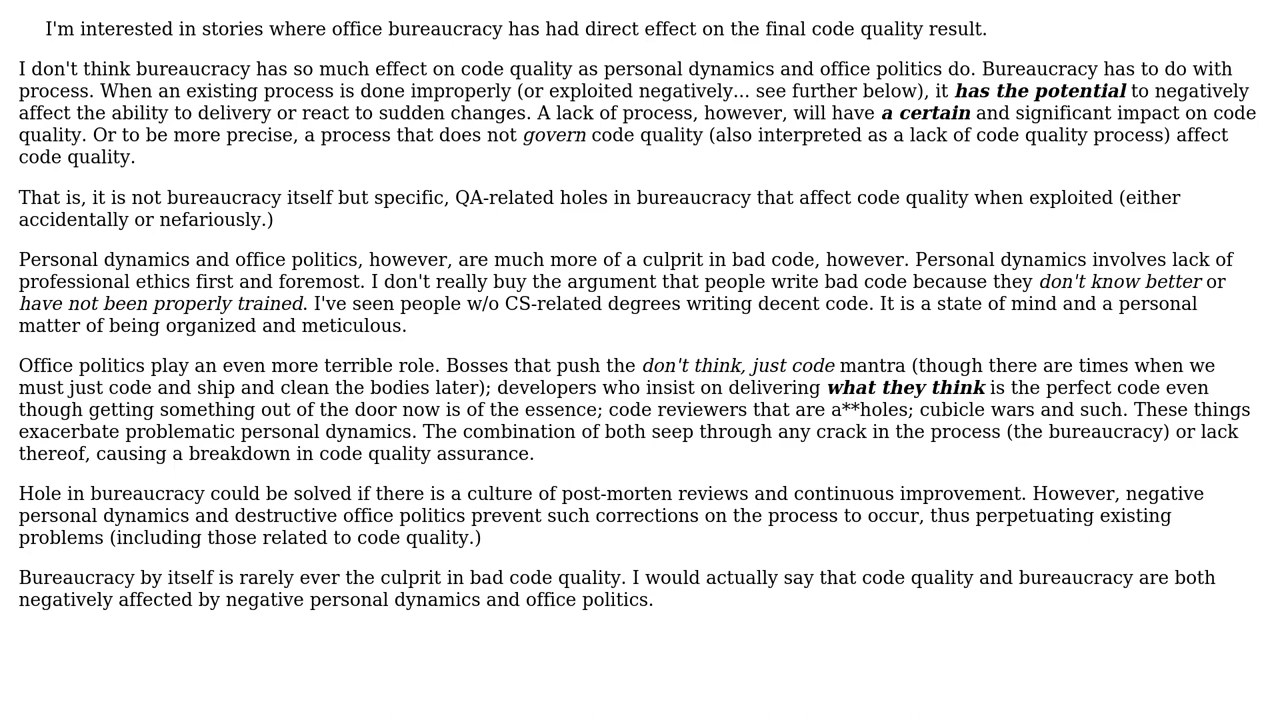 I'm interested in stories where office bureaucracy has had direct effect on the final code quality result.
I don't think bureaucracy has so much effect on code quality as personal dynamics and office politics do. Bureaucracy has to do with
process. When an existing process is done improperly (or exploited negatively... see further below), it has the potential to negatively
affect the ability to delivery or react to sudden changes. A lack of process, however, will have a certain and significant impact on code
quality. Or to be more precise, a process that does not govern code quality (also interpreted as a lack of code quality process) affect
code quality.
That is, it is not bureaucracy itself but specific, QA-related holes in bureaucracy that affect code quality when exploited (either
accidentally or nefariously.)
Personal dynamics and office politics, however, are much more of a culprit in bad code, however. Personal dynamics involves lack of
professional ethics first and foremost. I don't really buy the argument that people write bad code because they don't know better or
have not been properly trained. I've seen people w/o CS-related degrees writing decent code. It is a state of mind and a personal
matter of being organized and meticulous.
Office politics play an even more terrible role. Bosses that push the don't think, just code mantra (though there are times when we
must just code and ship and clean the bodies later); developers who insist on delivering what they think is the perfect code even
though getting something out of the door now is of the essence; code reviewers that are a**holes; cubicle wars and such. These things
exacerbate problematic personal dynamics. The combination of both seep through any crack in the process (the bureaucracy) or lack
thereof, causing a breakdown in code quality assurance.
Hole in bureaucracy could be solved if there is a culture of post-morten reviews and continuous improvement. However, negative
personal dynamics and destructive office politics prevent such corrections on the process to occur, thus perpetuating existing
problems (including those related to code quality.)
Bureaucracy by itself is rarely ever the culprit in bad code quality. I would actually say that code quality and bureaucracy are both
negatively affected by negative personal dynamics and office politics.